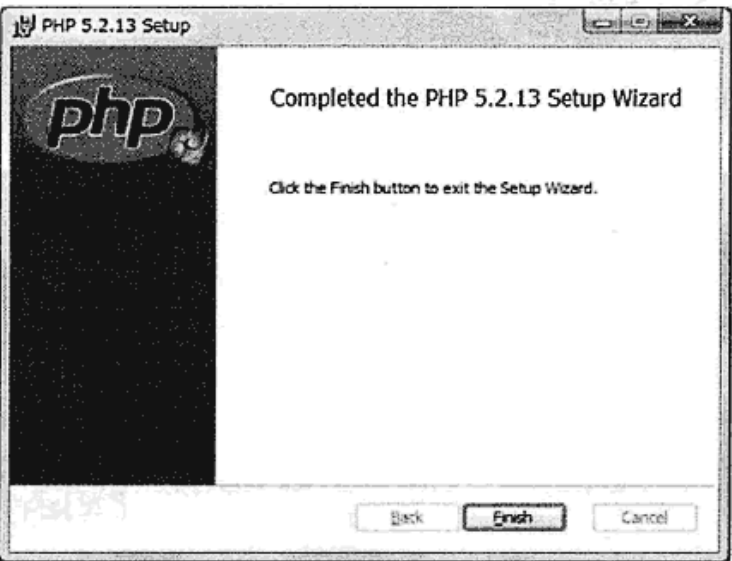 PHP 5.2.13 Setup
php
Completed the PHP 5.2.13 Setup Wizard
Click the Finish button to exit the Setup Wizard.
Back
Finish
Cancel